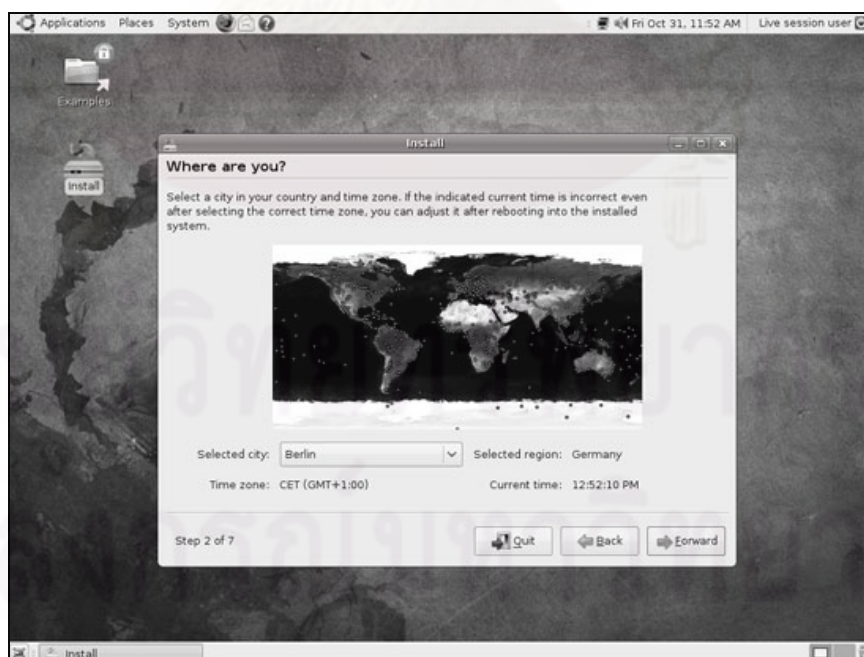 Applications Places System Fri Oct 31, 11:52 AM Live session user
Examples
Install
Install
Where are you?
Select a city in your country and time zone. If the indicated current time is incorrect even
after selecting the correct time zone, you can adjust it after rebooting into the installed
system.
Selected city: Berlin Selected region: Germany
Time zone: CET (GMT+1:00) Current time: 12:52:10 PM
Step 2 of 7 Quit Back Forward
Install